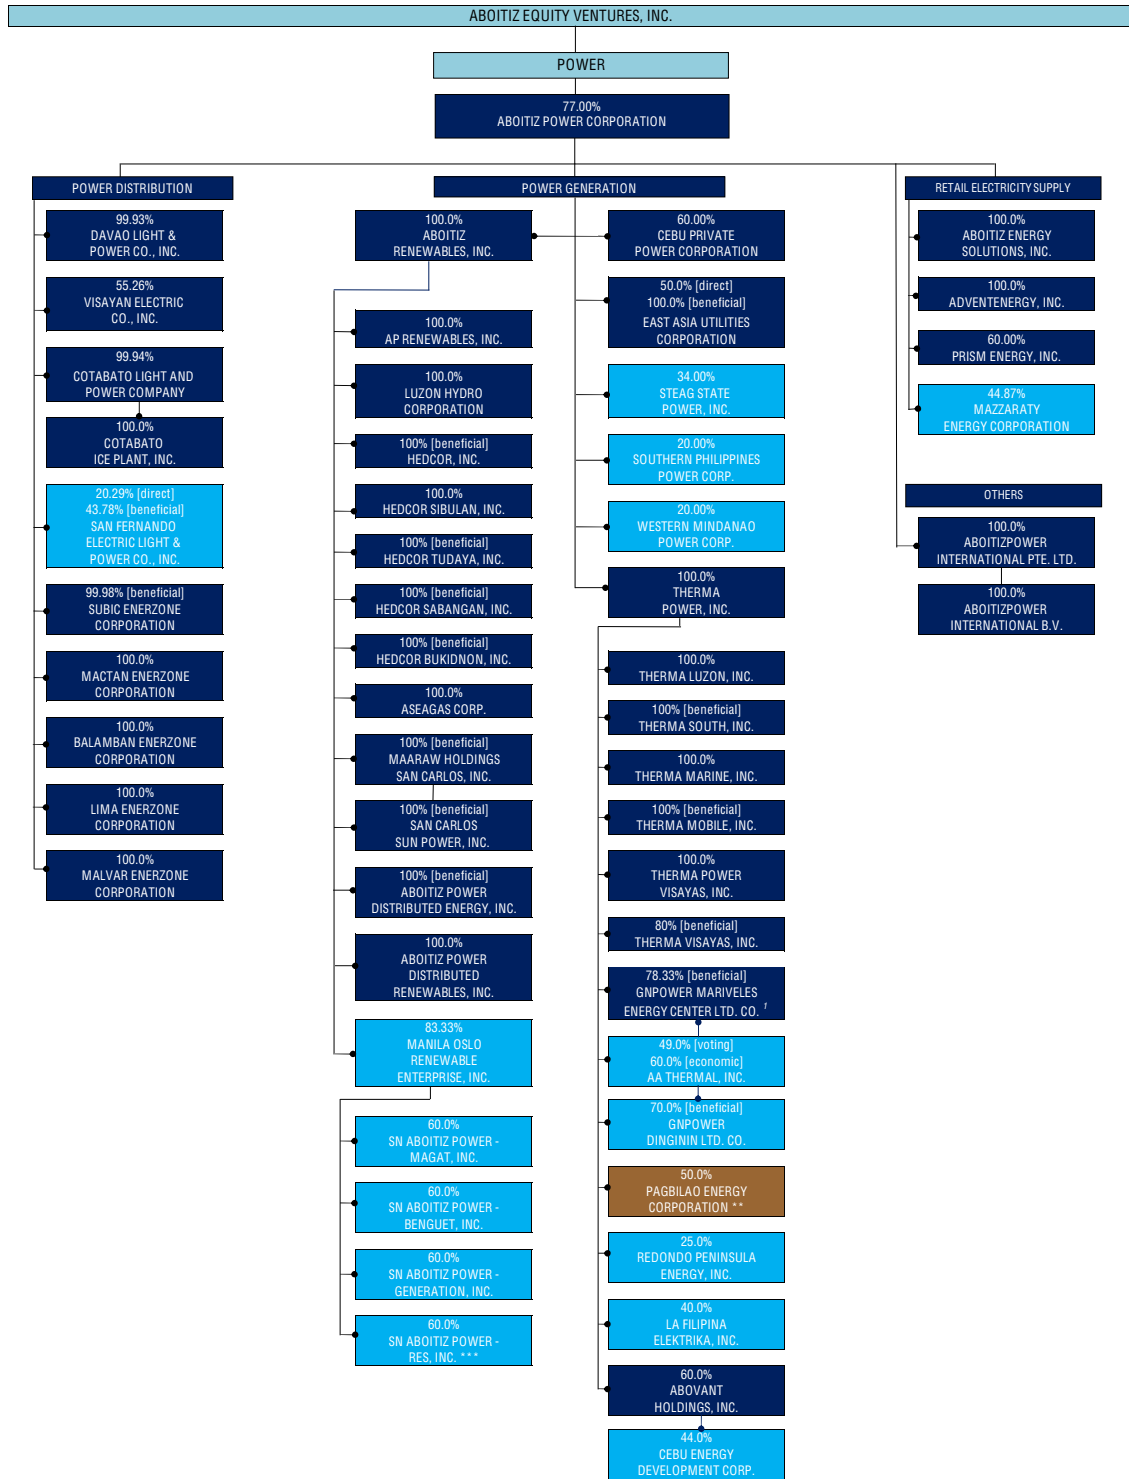 ABOITIZ EQUITY VENTURES, INC.
POWER
77.00%
ABOITIZ POWER CORPORATION
POWER DISTRIBUTION
99.93%
DAVAO LIGHT &
POWER CO., INC.
55.26%
VISAYAN ELECTRIC
CO., INC.
99.94%
COTABATO LIGHT AND
POWER COMPANY
100.0%
COTABATO
ICE PLANT, INC.
20.29% [direct]
43.78% [beneficial]
SAN FERNANDO
ELECTRIC LIGHT &
POWER CO., INC.
99.98% [beneficial]
SUBIC ENERZONE
CORPORATION
100.0%
MACTAN ENERZONE
CORPORATION
100.0%
BALAMBAN ENERZONE
CORPORATION
100.0%
LIMA ENERZONE
CORPORATION
100.0%
MALVAR ENERZONE
CORPORATION
POWER GENERATION
100.0%
ABOITIZ
RENEWABLES, INC.
100.0%
AP RENEWABLES, INC.
100.0%
LUZON HYDRO
CORPORATION
100% [beneficial]
HEDCOR, INC.
100.0%
HEDCOR SIBULAN, INC.
100% [beneficial]
HEDCOR TUDAYA, INC.
100% [beneficial]
HEDCOR SABANGAN, INC.
100% [beneficial]
HEDCOR BUKIDNON, INC.
100.0%
ASEAGAS CORP.
100% [beneficial]
MAARAW HOLDINGS
SAN CARLOS, INC.
100% [beneficial]
SAN CARLOS
SUN POWER, INC.
100% [beneficial]
ABOITIZ POWER
DISTRIBUTED ENERGY, INC.
100.0%
ABOITIZ POWER
DISTRIBUTED
RENEWABLES, INC.
83.33%
MANILA OSLO
RENEWABLE
ENTERPRISE, INC.
60.0%
SN ABOITIZ POWER -
MAGAT, INC.
60.0%
SN ABOITIZ POWER -
BENGUET, INC.
60.0%
SN ABOITIZ POWER -
GENERATION, INC.
60.0%
SN ABOITIZ POWER -
RES, INC. ***
60.00%
CEBU PRIVATE
POWER CORPORATION
50.0% [direct]
100.0% [beneficial]
EAST ASIA UTILITIES
CORPORATION
34.00%
STEAG STATE
POWER, INC.
20.00%
SOUTHERN PHILIPPINES
POWER CORP.
20.00%
WESTERN MINDANAO
POWER CORP.
100.0%
THERMA
POWER, INC.
100.0%
THERMA LUZON, INC.
100% [beneficial]
THERMA SOUTH, INC.
100.0%
THERMA MARINE, INC.
100% [beneficial]
THERMA MOBILE, INC.
100.0%
THERMA POWER
VISAYAS, INC.
80% [beneficial]
THERMA VISAYAS, INC.
78.33% [beneficial]
GNPOWER MARIVELES
ENERGY CENTER LTD. CO. 1
49.0% [voting]
60.0% [economic]
AA THERMAL, INC.
70.0% [beneficial]
GNPOWER
DINGININ LTD. CO.
50.0%
PAGBILAO ENERGY
CORPORATION **
25.0%
REDONDO PENINSULA
ENERGY, INC.
40.0%
LA FILIPINA
ELEKTRIKA, INC.
60.0%
ABOVANT
HOLDINGS, INC.
44.0%
CEBU ENERGY
DEVELOPMENT CORP.
RETAIL ELECTRICITY SUPPLY
100.0%
ABOITIZ ENERGY
SOLUTIONS, INC.
100.0%
ADVENTENERGY, INC.
60.00%
PRISM ENERGY, INC.
44.87%
MAZZARATY
ENERGY CORPORATION
OTHERS
100.0%
ABOITIZPOWER
INTERNATIONAL PTE. LTD.
100.0%
ABOITIZPOWER
INTERNATIONAL B.V.